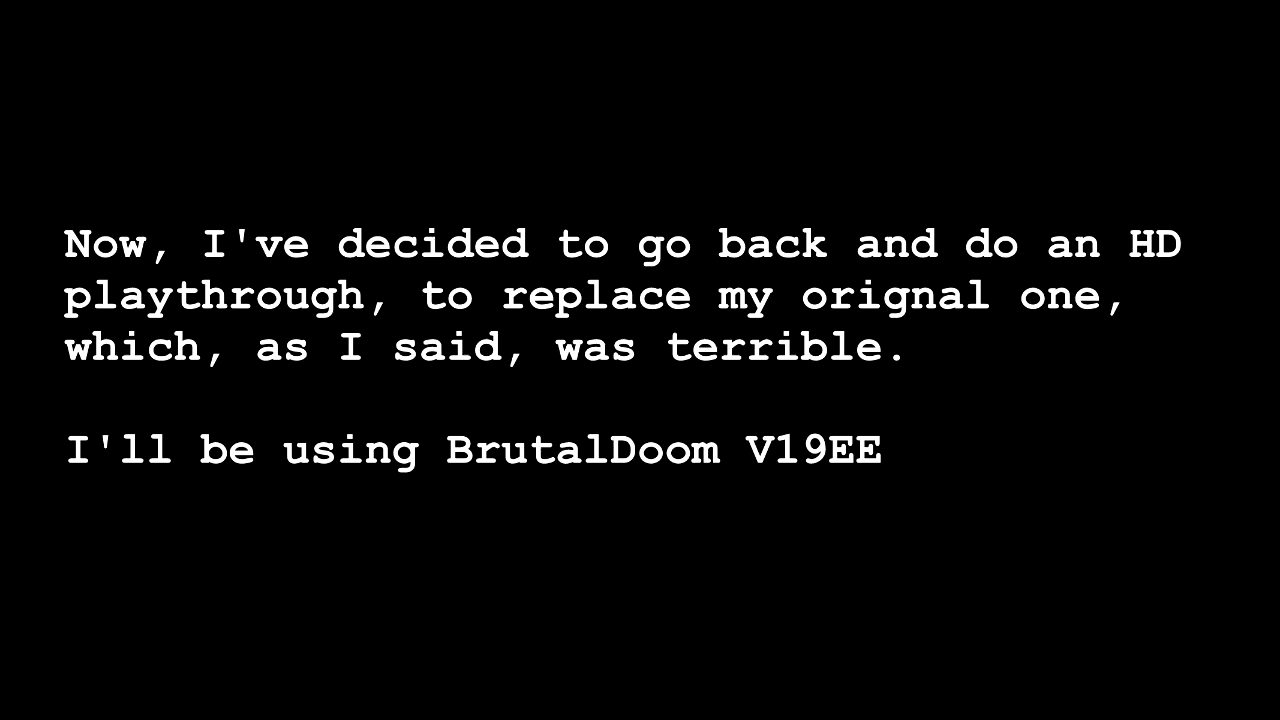 Now, I've decided to go back and do an HD
playthrough, to replace my orignal one,
which, as I said, was terrible.
I'll be using BrutalDoom V19EE